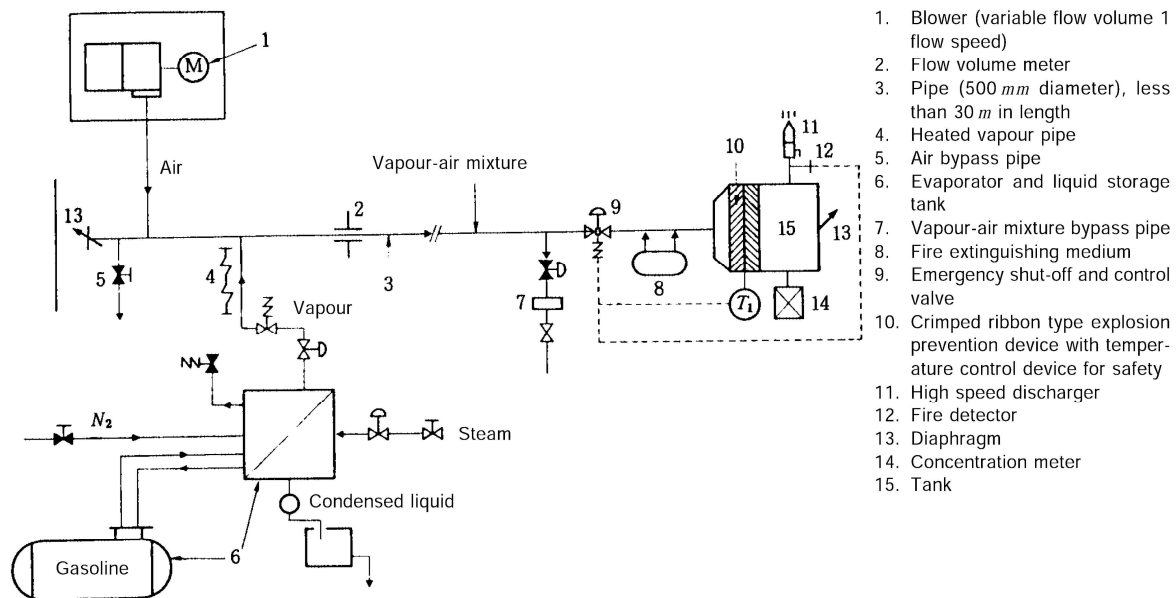 1
M
Air
Vapour-air mixture
13
2
5
4
3
9
8
7
10
11
12
15
13
T1
14
Vapour
N2
Steam
Condensed liquid
6
Gasoline
1. Blower (variable flow volume 1
flow speed)
2. Flow volume meter
3. Pipe (500 mm diameter), less
than 30 m in length
4. Heated vapour pipe
5. Air bypass pipe
6. Evaporator and liquid storage
tank
7. Vapour-air mixture bypass pipe
8. Fire extinguishing medium
9. Emergency shut-off and control
valve
10. Crimped ribbon type explosion
prevention device with temper-
ature control device for safety
11. High speed discharger
12. Fire detector
13. Diaphragm
14. Concentration meter
15. Tank